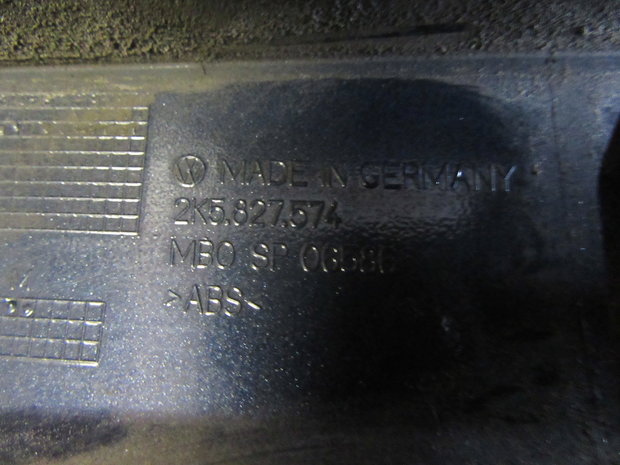 MADE IN GERMANY
2K5.827.574
MBO SP
>ABS<